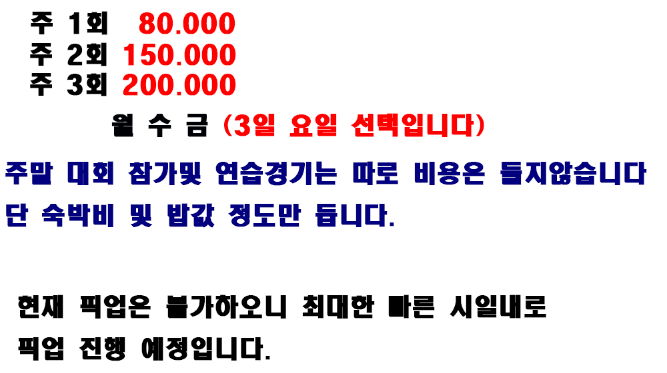 주 1회 80.000
주 2회 150.000
주 3회 200.000
월 수 금 (3일 요일 선택입니다)
주말 대회 참가및 연습경기는 따로 비용은 들지않습니다
단 숙박비 및 밥값 정도만 듭니다.
현재 픽업은 불가하오니 최대한 빠른 시일내로
픽업 진행 예정입니다.